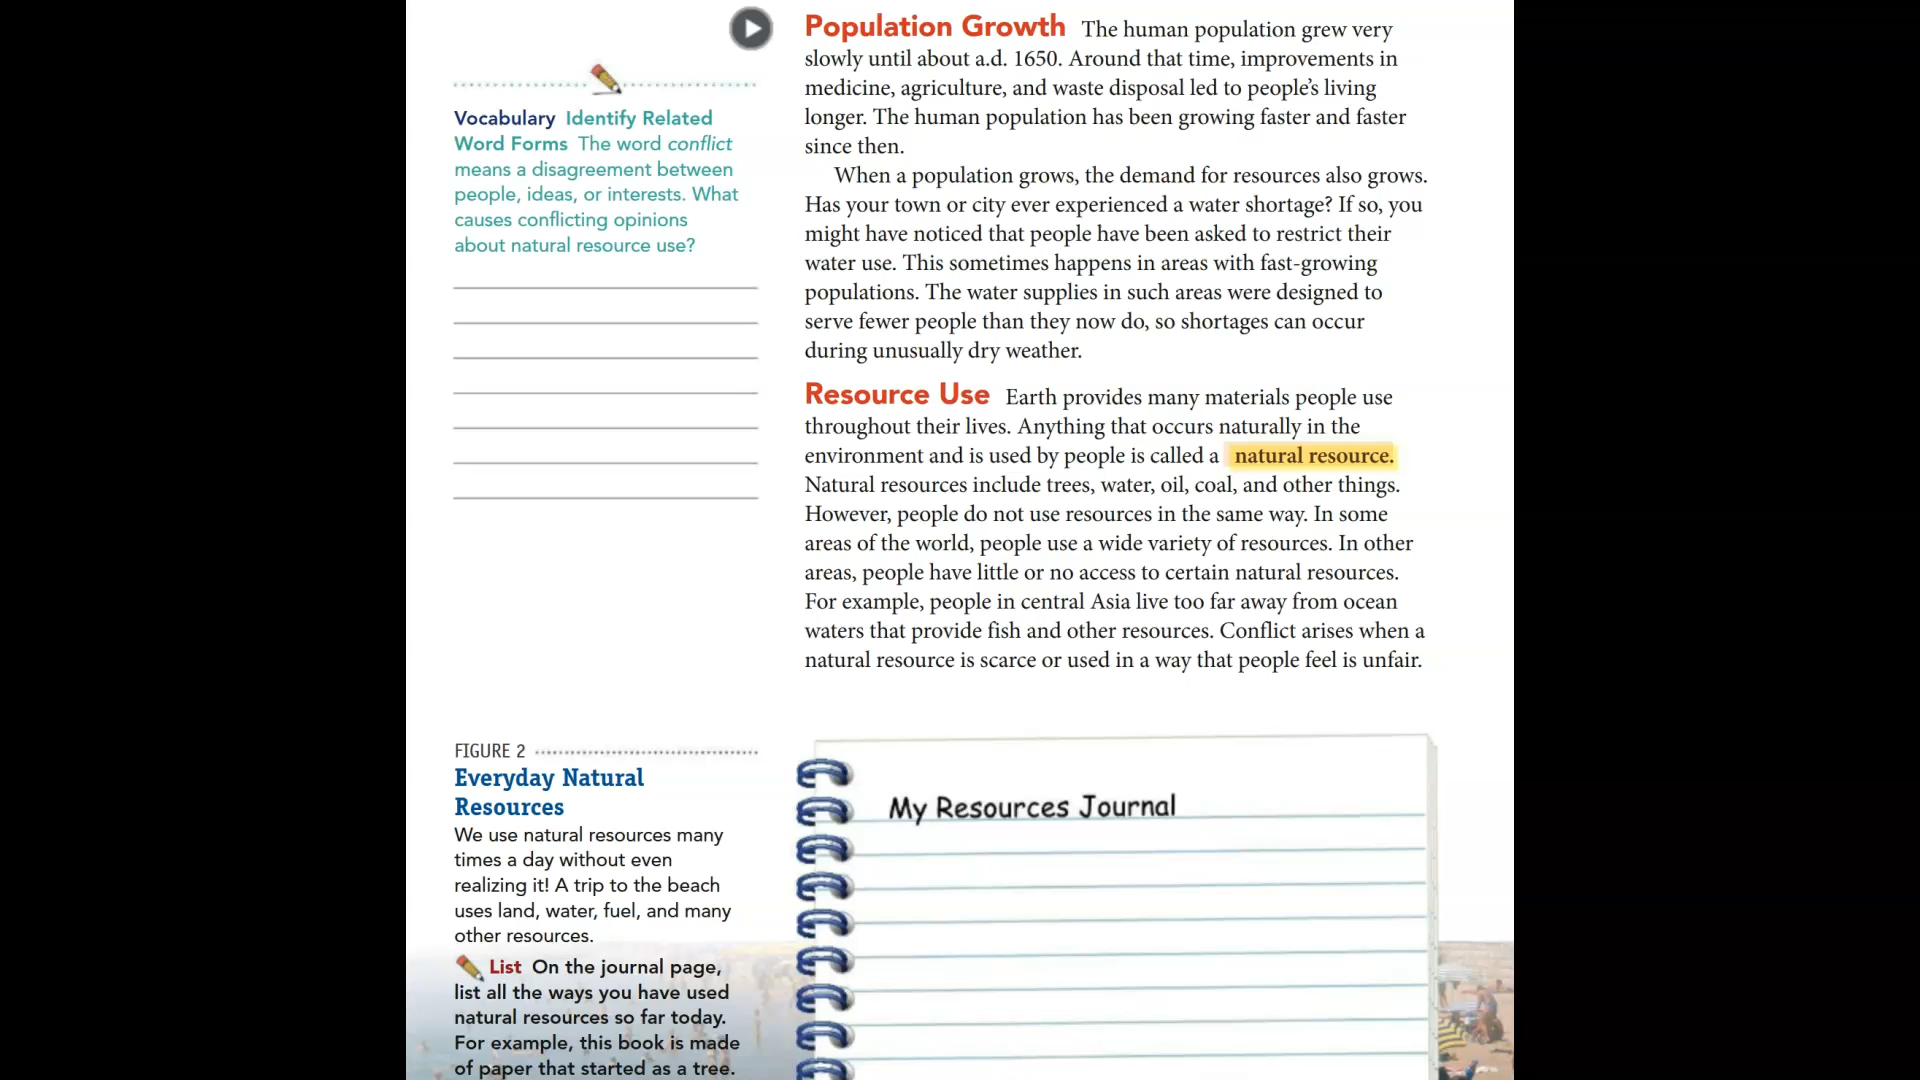 Population Growth The human population grew very
slowly until about a.d. 1650. Around that time, improvements in
medicine, agriculture, and waste disposal led to people's living
longer. The human population has been growing faster and faster
since then.
When a population grows, the demand for resources also grows.
Has your town or city ever experienced a water shortage? If so, you
might have noticed that people have been asked to restrict their
water use. This sometimes happens in areas with fast-growing
populations. The water supplies in such areas were designed to
serve fewer people than they now do, so shortages can occur
during unusually dry weather.
Vocabulary Identify Related
Word Forms The word conflict
means a disagreement between
people, ideas, or interests. What
causes conflicting opinions
about natural resource use?
Resource Use Earth provides many materials people use
throughout their lives. Anything that occurs naturally in the
environment and is used by people is called a natural resource.
Natural resources include trees, water, oil, coal, and other things.
However, people do not use resources in the same way. In some
areas of the world, people use a wide variety of resources. In other
areas, people have little or no access to certain natural resources.
For example, people in central Asia live too far away from ocean
waters that provide fish and other resources. Conflict arises when a
natural resource is scarce or used in a way that people feel is unfair.
FIGURE 2
Everyday Natural
Resources
We use natural resources many
times a day without even
realizing it! A trip to the beach
uses land, water, fuel, and many
other resources.
List On the journal page,
list all the ways you have used
natural resources so far today.
For example, this book is made
of paper that started as a tree.
My Resources Journal